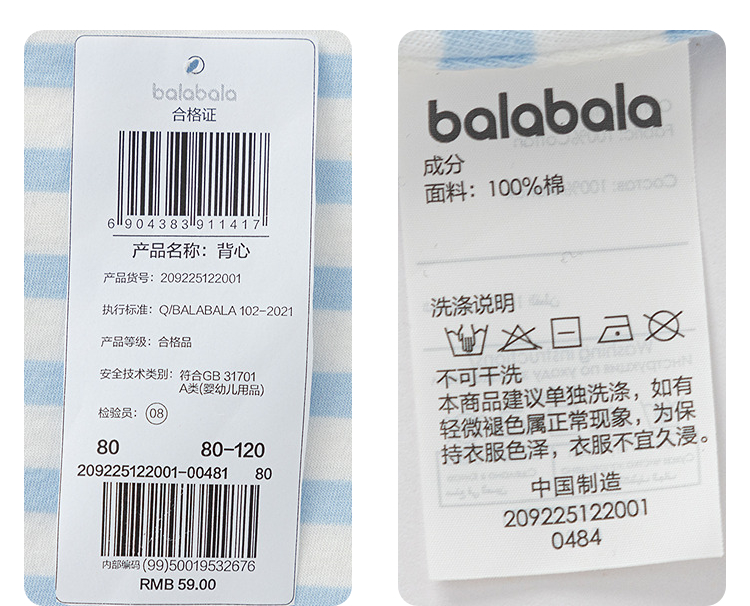 balabala
合格证
6 904383 911417
产品名称：背心
产品货号：209225122001
执行标准：Q/BALABALA 102-2021
产品等级：合格品
安全技术类别：符合GB 31701
A类(婴幼儿用品)
检验员：08
80 80-120
209225122001-00481 80
内部编码 (99)50019532676
RMB 59.00
balabala
成分
面料：100%棉
洗涤说明
不可干洗
本商品建议单独洗涤，如有
轻微褪色属正常现象，为保
持衣服色泽，衣服不宜久浸。
中国制造
209225122001
0484